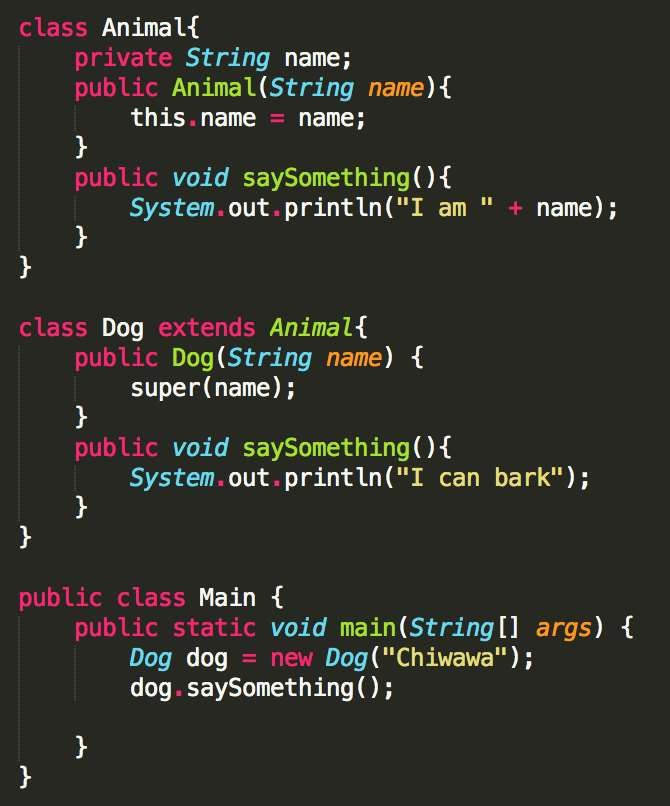 class Animal{
    private String name;
    public Animal(String name){
        this.name = name;
    }
    public void saySomething(){
        System.out.println("I am " + name);
    }
}

class Dog extends Animal{
    public Dog(String name) {
        super(name);
    }
    public void saySomething(){
        System.out.println("I can bark");
    }
}

public class Main {
    public static void main(String[] args) {
        Dog dog = new Dog("Chiwawa");
        dog.saySomething();

    }
}